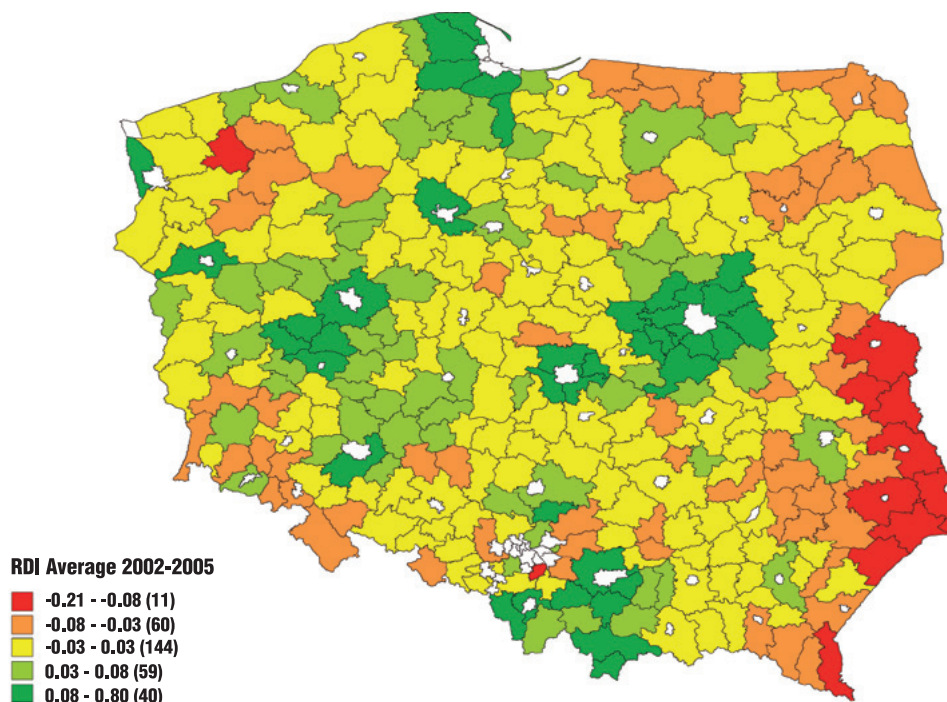 RDI Average 2002-2005
-0.21 - -0.08 (11)
-0.08 - -0.03 (60)
-0.03 - 0.03 (144)
0.03 - 0.08 (59)
0.08 - 0.80 (40)